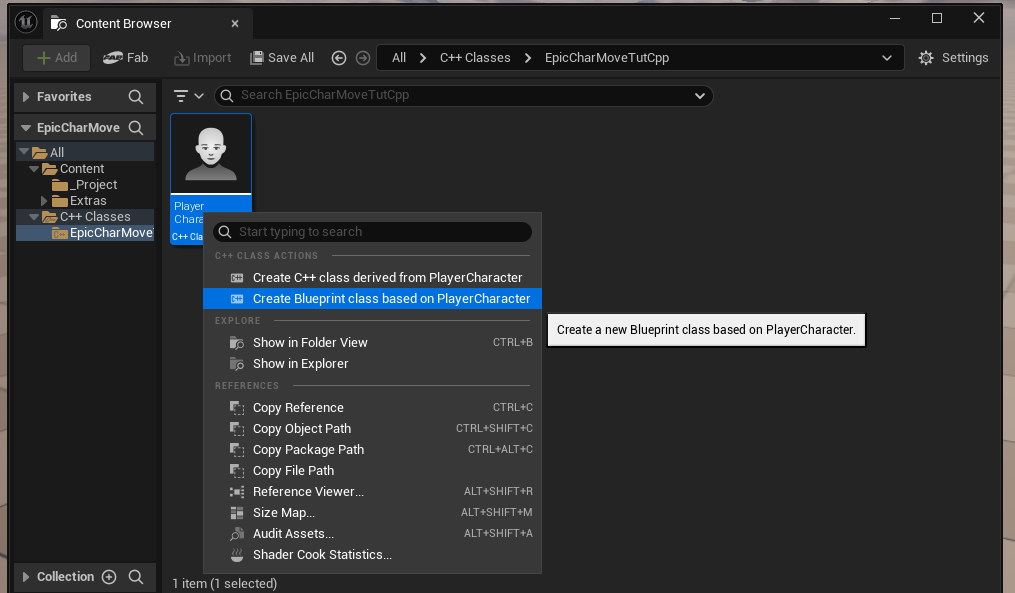 Content Browser
Add
Fab
Import
Save All
All
C++ Classes
EpicCharMoveTutCpp
Settings
Favorites
Search EpicCharMoveTutCpp
EpicCharMove
All
Content
_Project
Extras
C++ Classes
EpicCharMove
Player
Chara
C++ Cla
Start typing to search
C++ CLASS ACTIONS
Create C++ class derived from PlayerCharacter
Create Blueprint class based on PlayerCharacter
Create a new Blueprint class based on PlayerCharacter.
EXPLORE
Show in Folder View CTRL+B
Show in Explorer
REFERENCES
Copy Reference CTRL+C
Copy Object Path CTRL+SHIFT+C
Copy Package Path CTRL+ALT+C
Copy File Path
Reference Viewer... ALT+SHIFT+R
Size Map... ALT+SHIFT+M
Audit Assets... ALT+SHIFT+A
Shader Cook Statistics...
Collection
1 item (1 selected)